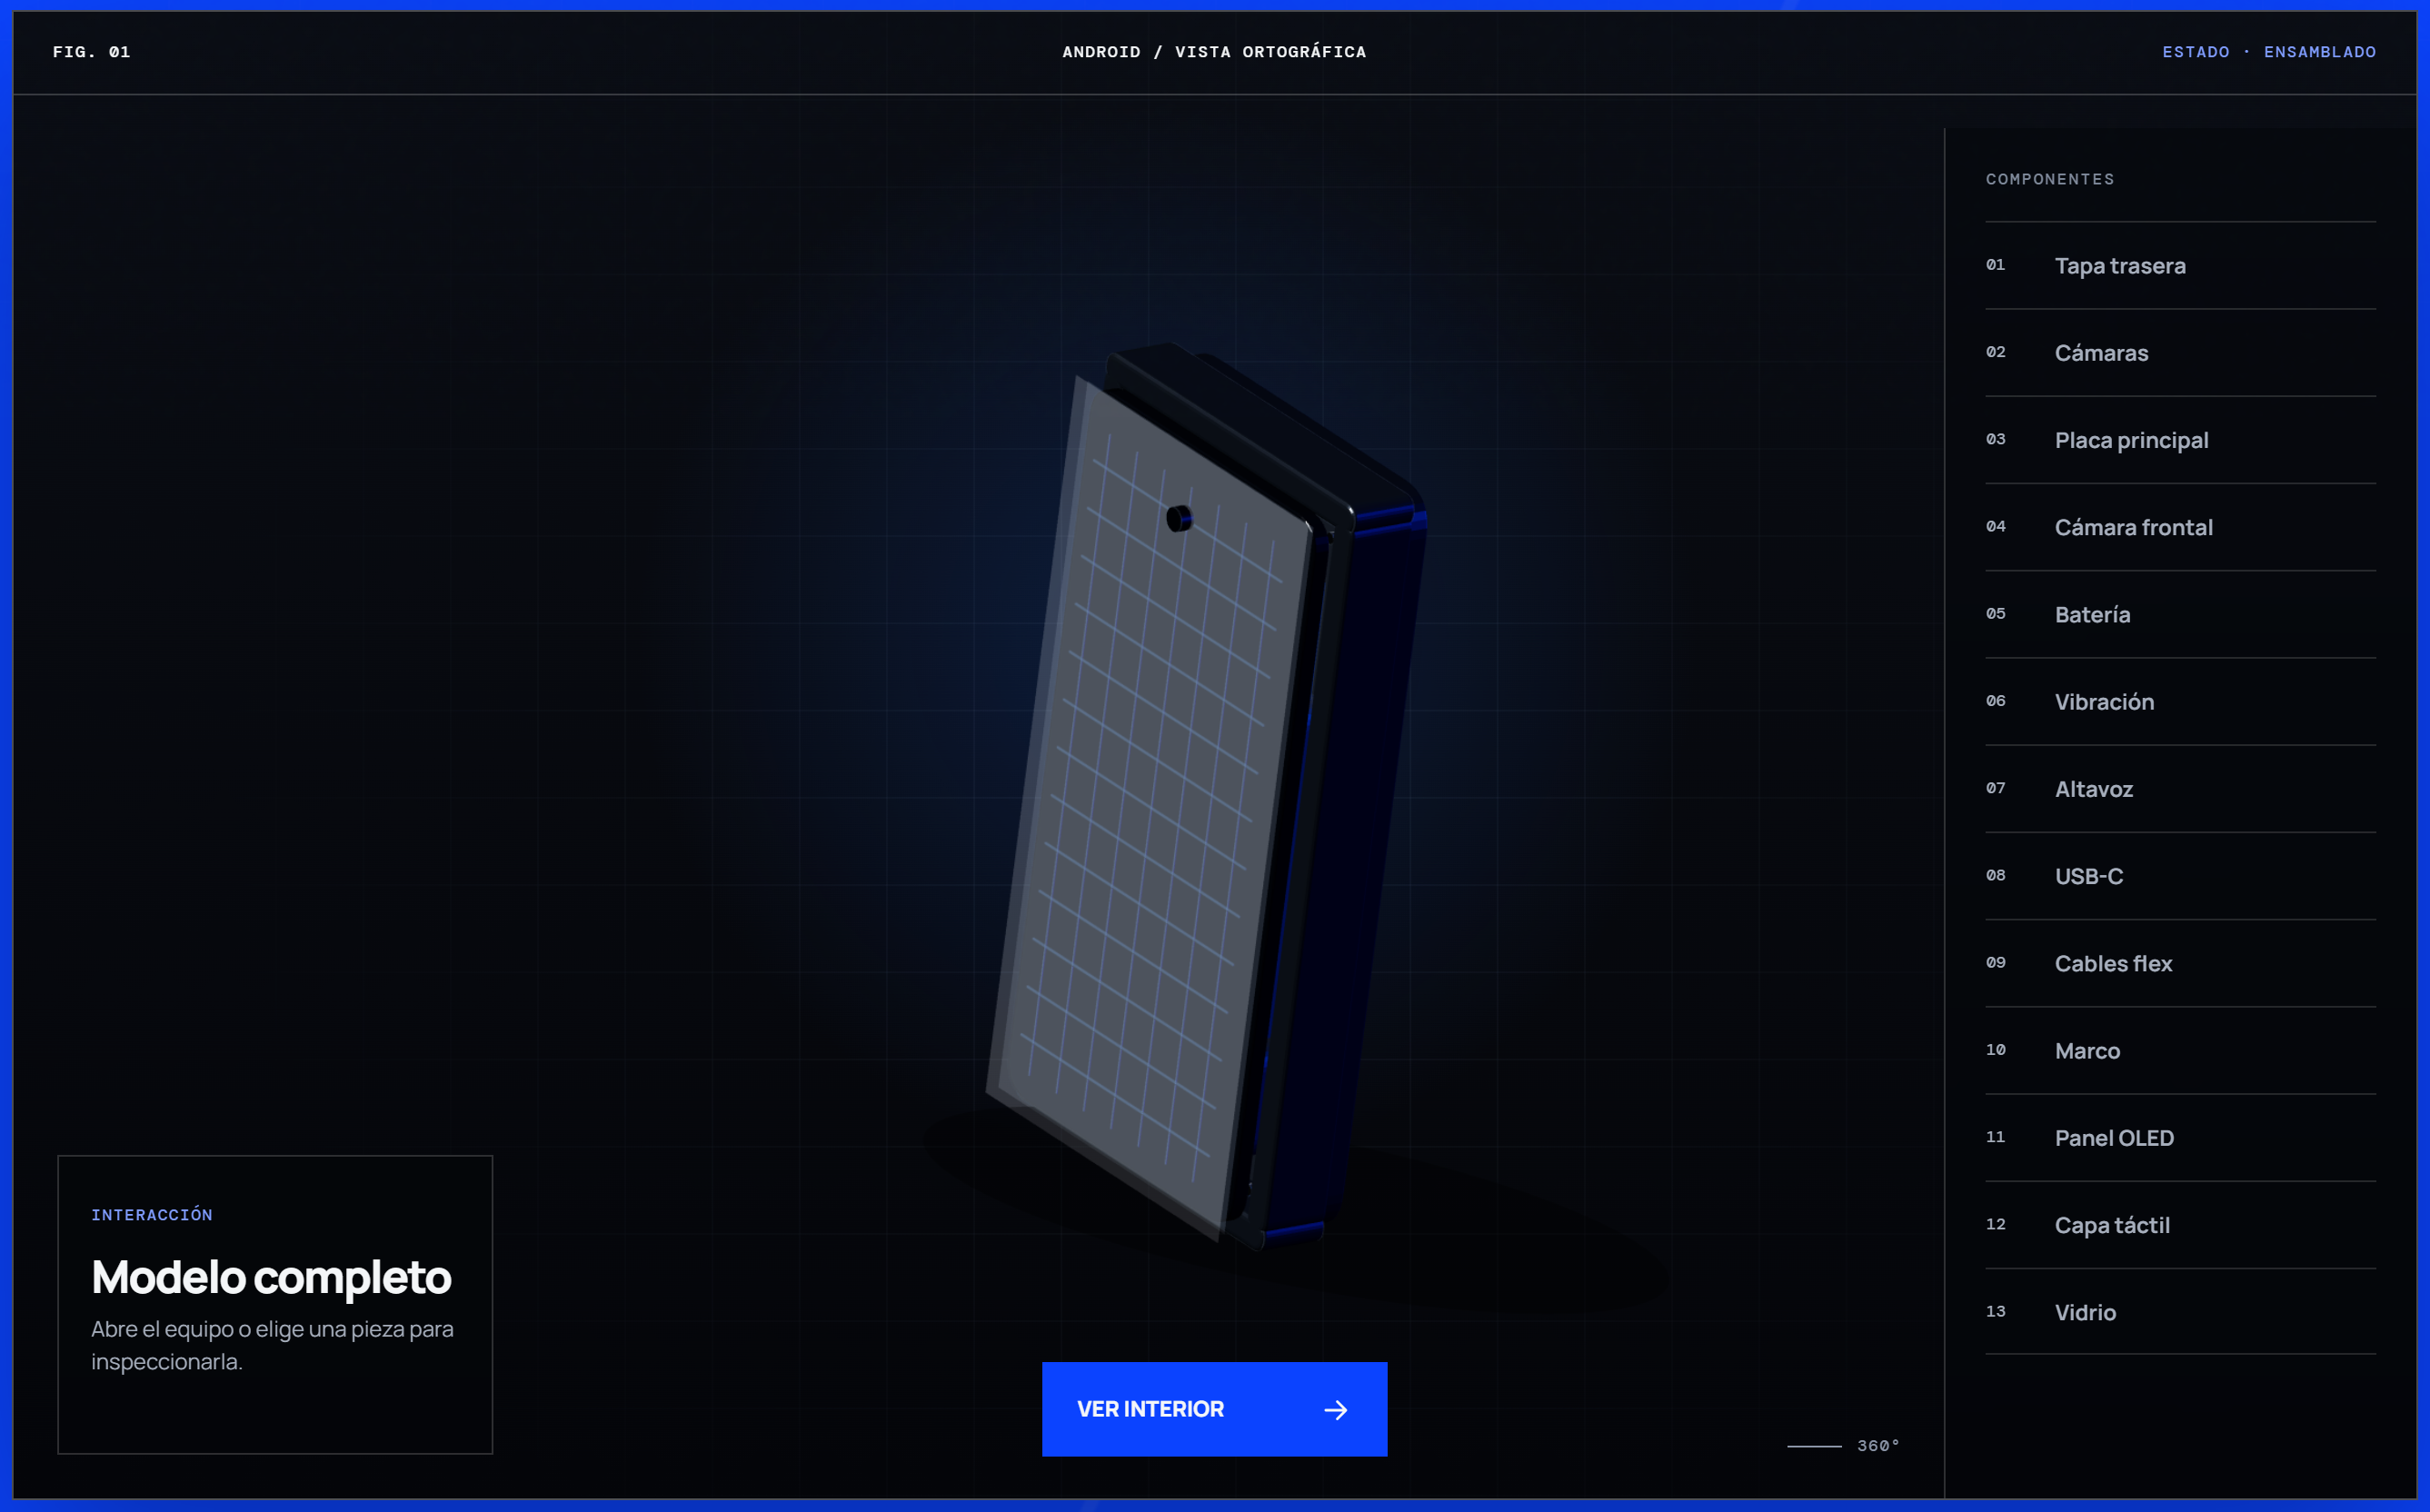 FIG. 01
ANDROID / VISTA ORTOGRÁFICA
ESTADO · ENSAMBLADO
COMPONENTES
01 Tapa trasera
02 Cámaras
03 Placa principal
04 Cámara frontal
05 Batería
06 Vibración
07 Altavoz
08 USB-C
09 Cables flex
10 Marco
11 Panel OLED
12 Capa táctil
13 Vidrio
INTERACCIÓN
Modelo completo
Abre el equipo o elige una pieza para
inspeccionarla.
VER INTERIOR
360°